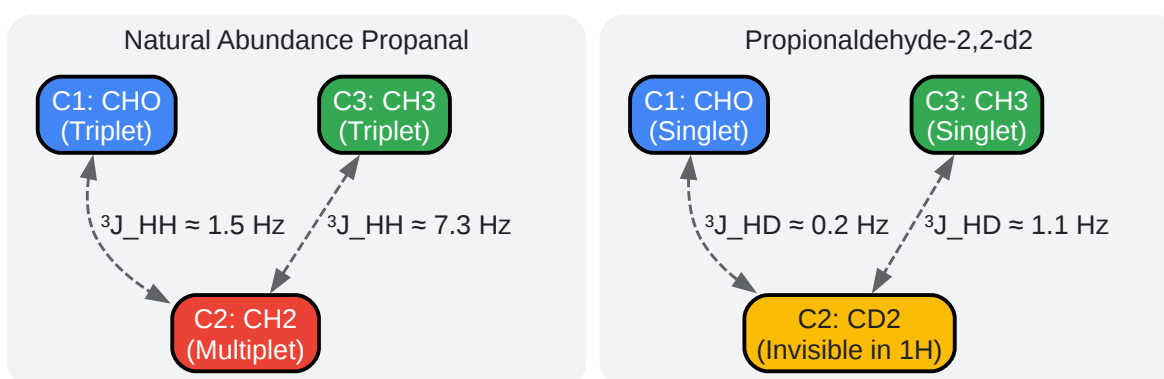 Natural Abundance Propanal
C1: CHO
(Triplet)
C3: CH3
(Triplet)
³J_HH ≈ 1.5 Hz
³J_HH ≈ 7.3 Hz
C2: CH2
(Multiplet)
Propionaldehyde-2,2-d2
C1: CHO
(Singlet)
C3: CH3
(Singlet)
³J_HD ≈ 0.2 Hz
³J_HD ≈ 1.1 Hz
C2: CD2
(Invisible in 1H)